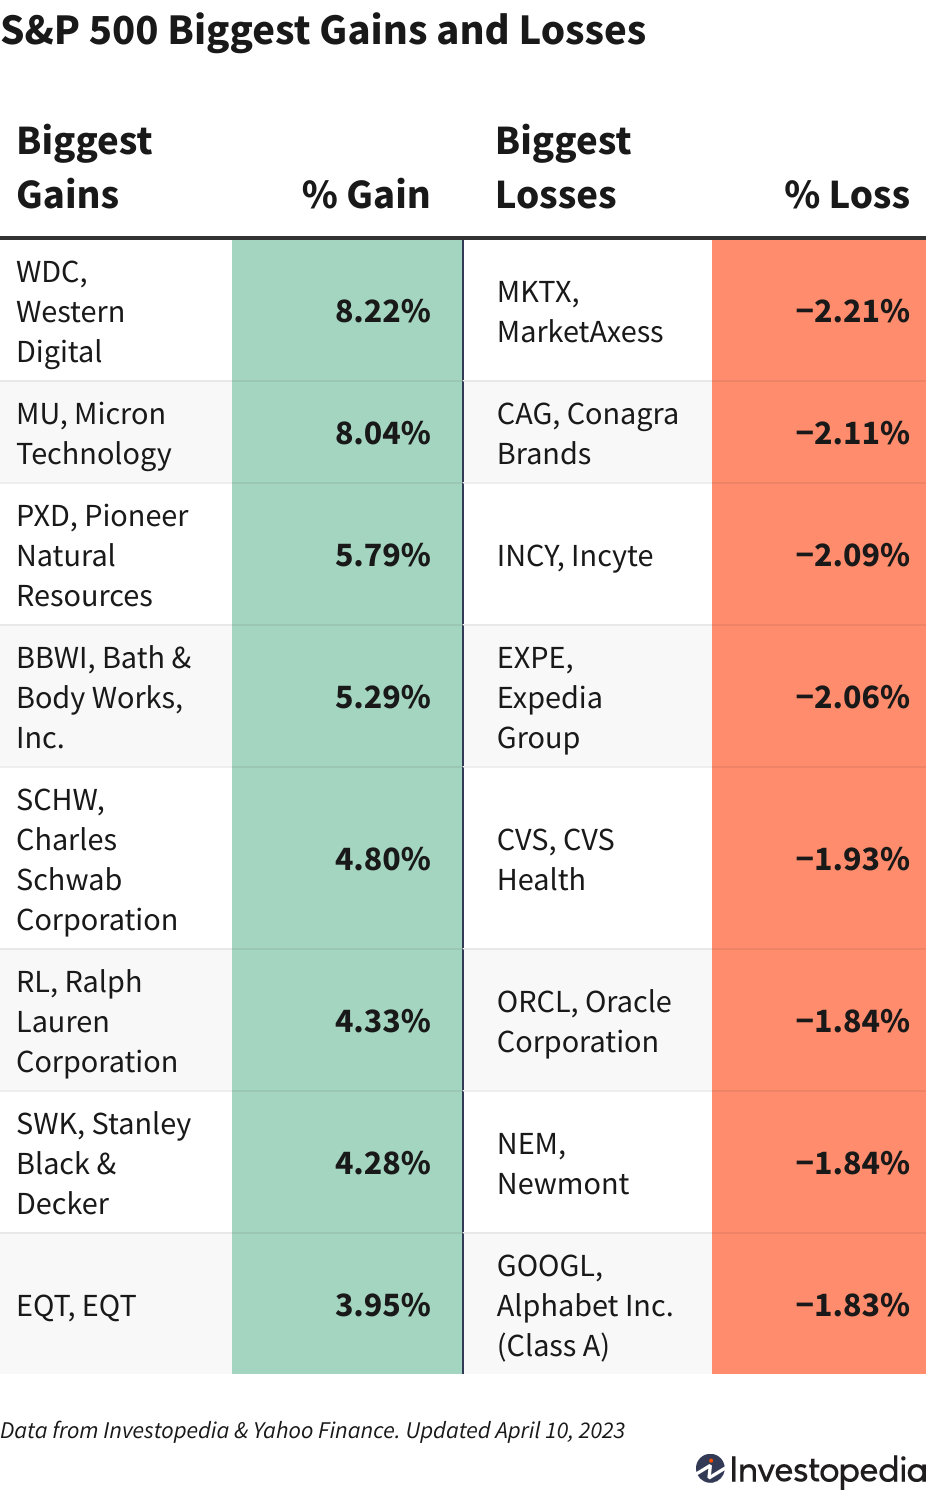 S&P 500 Biggest Gains and Losses
Biggest
Gains
% Gain
Biggest
Losses
% Loss
WDC,
Western
Digital
8.22%
MKTX,
MarketAxess
−2.21%
MU, Micron
Technology
8.04%
CAG, Conagra
Brands
−2.11%
PXD, Pioneer
Natural
Resources
5.79%
INCY, Incyte
−2.09%
BBWI, Bath &
Body Works,
Inc.
5.29%
EXPE,
Expedia
Group
−2.06%
SCHW,
Charles
Schwab
Corporation
4.80%
CVS, CVS
Health
−1.93%
RL, Ralph
Lauren
Corporation
4.33%
ORCL, Oracle
Corporation
−1.84%
SWK, Stanley
Black &
Decker
4.28%
NEM,
Newmont
−1.84%
EQT, EQT
3.95%
GOOGL,
Alphabet Inc.
(Class A)
−1.83%
Data from Investopedia & Yahoo Finance. Updated April 10, 2023
Investopedia